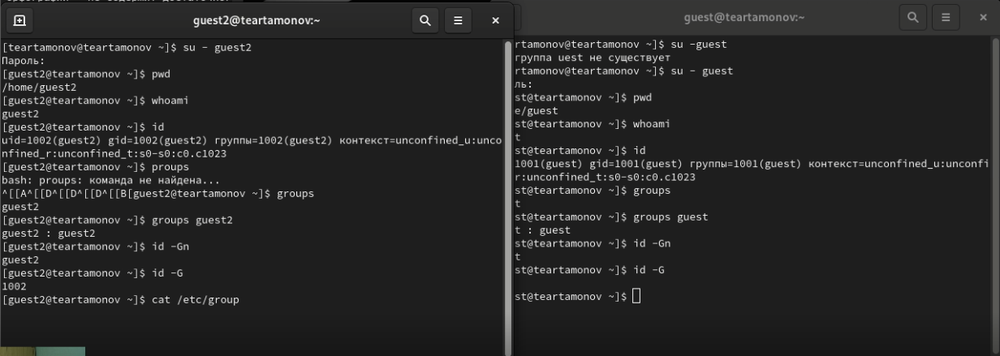 guest2@teartamonov:~
[teartamonov@teartamonov ~]$ su - guest2
Пароль:
[guest2@teartamonov ~]$ pwd
/home/guest2
[guest2@teartamonov ~]$ whoami
guest2
[guest2@teartamonov ~]$ id
uid=1002(guest2) gid=1002(guest2) группы=1002(guest2) контекст=unconfined_u:unco
nfined_r:unconfined_t:s0-s0:c0.c1023
[guest2@teartamonov ~]$ proups
bash: proups: команда не найдена...
^[[A^[[D^[[D^[[D^[[B[guest2@teartamonov ~]$ groups
guest2
[guest2@teartamonov ~]$ groups guest2
guest2 : guest2
[guest2@teartamonov ~]$ id -Gn
guest2
[guest2@teartamonov ~]$ id -G
1002
[guest2@teartamonov ~]$ cat /etc/group
guest@teartamonov:~
rtamonov@teartamonov ~]$ su -guest
группа uest не существует
rtamonov@teartamonov ~]$ su - guest
ль:
st@teartamonov ~]$ pwd
e/guest
st@teartamonov ~]$ whoami
t
st@teartamonov ~]$ id
1001(guest) gid=1001(guest) группы=1001(guest) контекст=unconfined_u:unconfi
r:unconfined_t:s0-s0:c0.c1023
st@teartamonov ~]$ groups
t
st@teartamonov ~]$ groups guest
t : guest
st@teartamonov ~]$ id -Gn
t
st@teartamonov ~]$ id -G
st@teartamonov ~]$